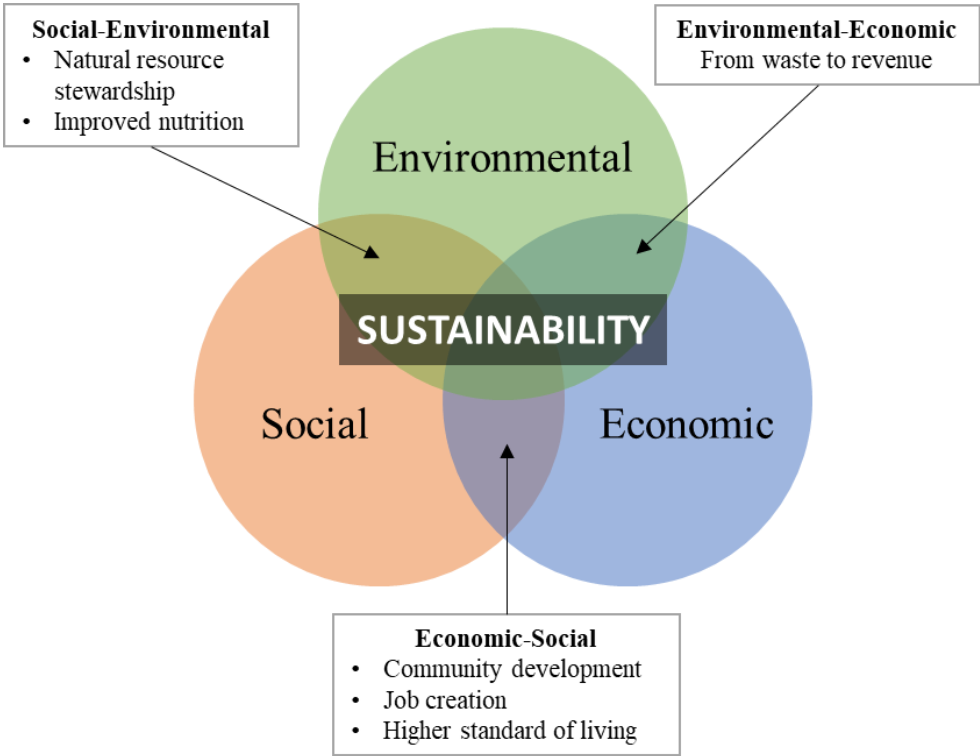 Social-Environmental
• Natural resource
stewardship
• Improved nutrition
Environmental-Economic
From waste to revenue
Environmental
SUSTAINABILITY
Social
Economic
Economic-Social
• Community development
• Job creation
• Higher standard of living